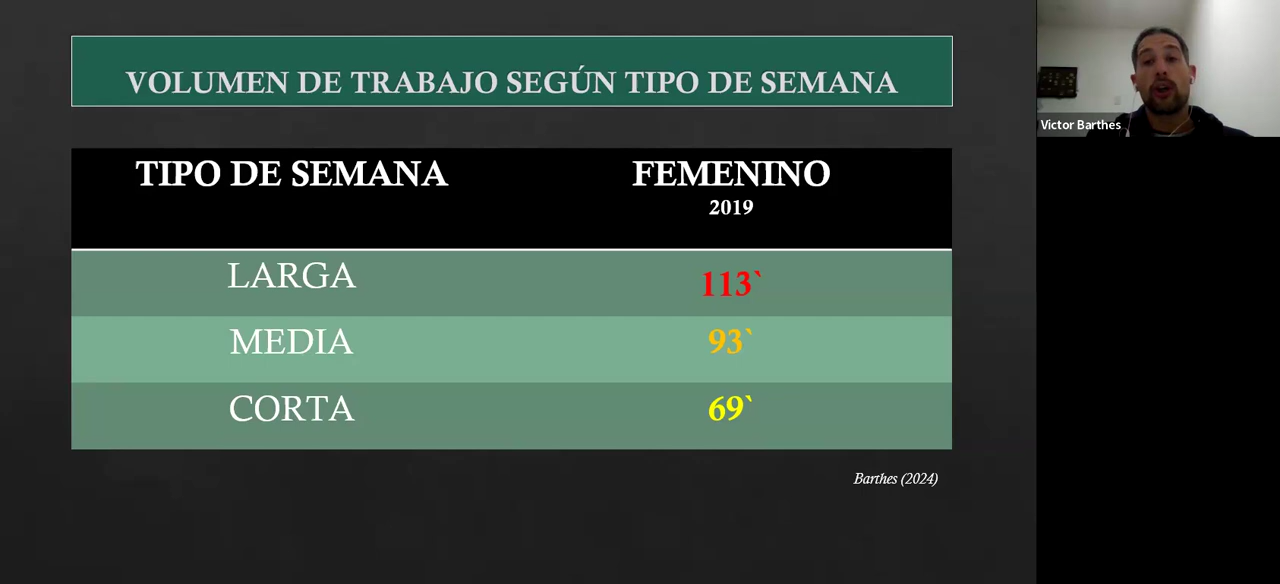 VOLUMEN DE TRABAJO SEGÚN TIPO DE SEMANA
TIPO DE SEMANA FEMENINO
2019
LARGA 113`
MEDIA 93`
CORTA 69`
Barthes (2024)
Victor Barthes